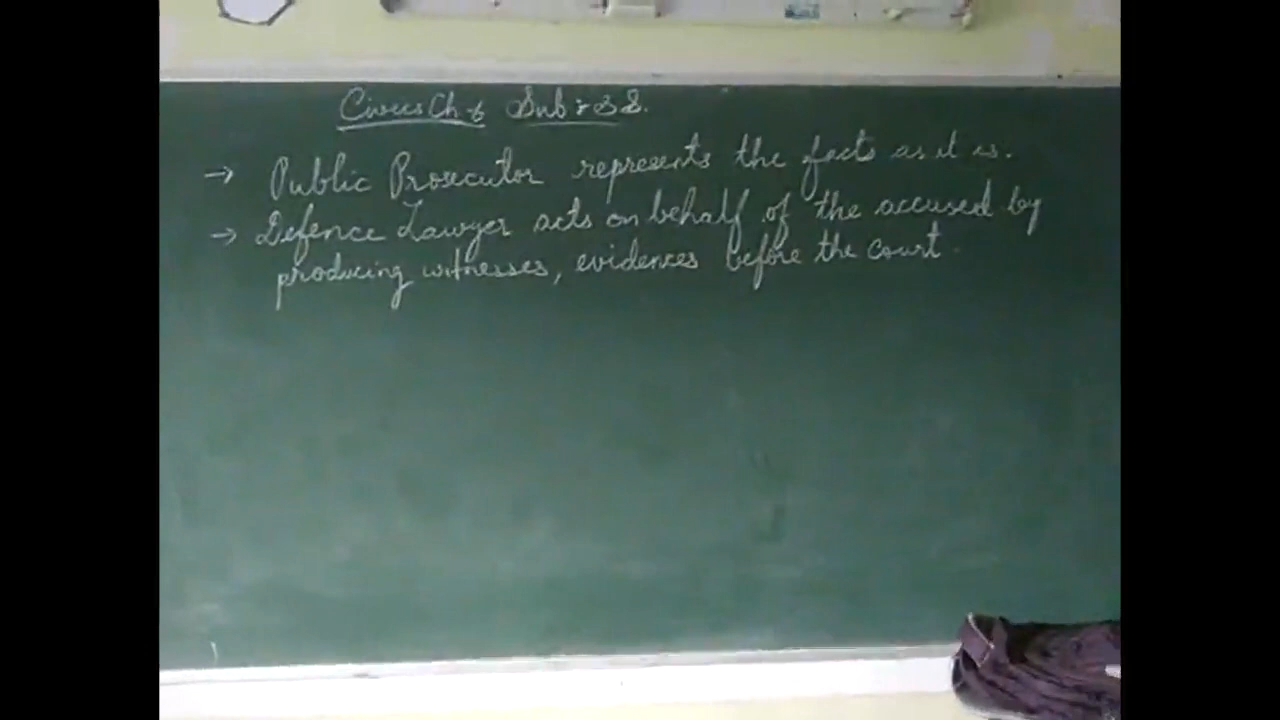 Civics Ch-6 Sub:- S.S.
→ Public Prosecutor represents the facts as it is.
→ Defence Lawyer acts on behalf of the accused by
producing witnesses, evidences before the court.